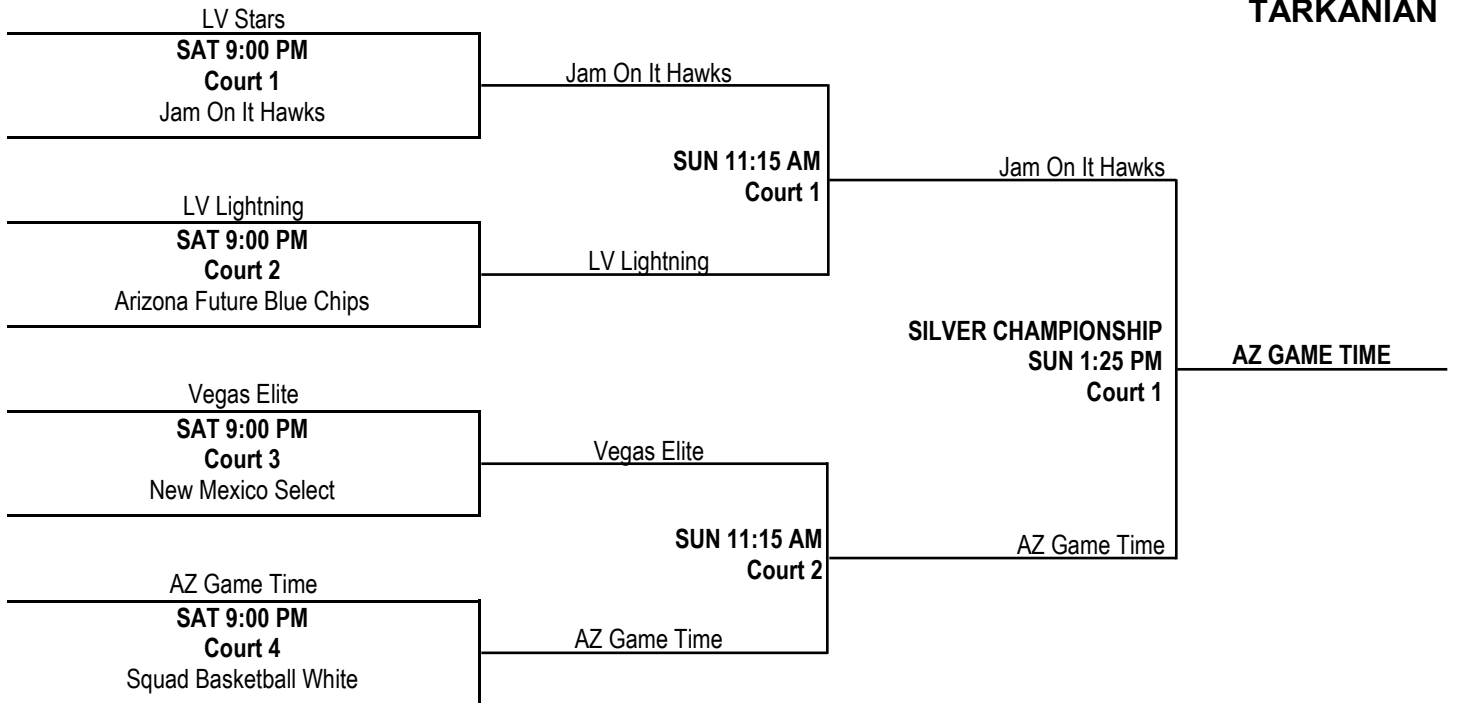 TARKANIAN
LV Stars
SAT 9:00 PM
Court 1
Jam On It Hawks
Jam On It Hawks
SUN 11:15 AM
Court 1
Jam On It Hawks
LV Lightning
SAT 9:00 PM
Court 2
Arizona Future Blue Chips
LV Lightning
SILVER CHAMPIONSHIP
SUN 1:25 PM
Court 1
AZ GAME TIME
Vegas Elite
SAT 9:00 PM
Court 3
New Mexico Select
Vegas Elite
SUN 11:15 AM
Court 2
AZ Game Time
AZ Game Time
SAT 9:00 PM
Court 4
Squad Basketball White
AZ Game Time